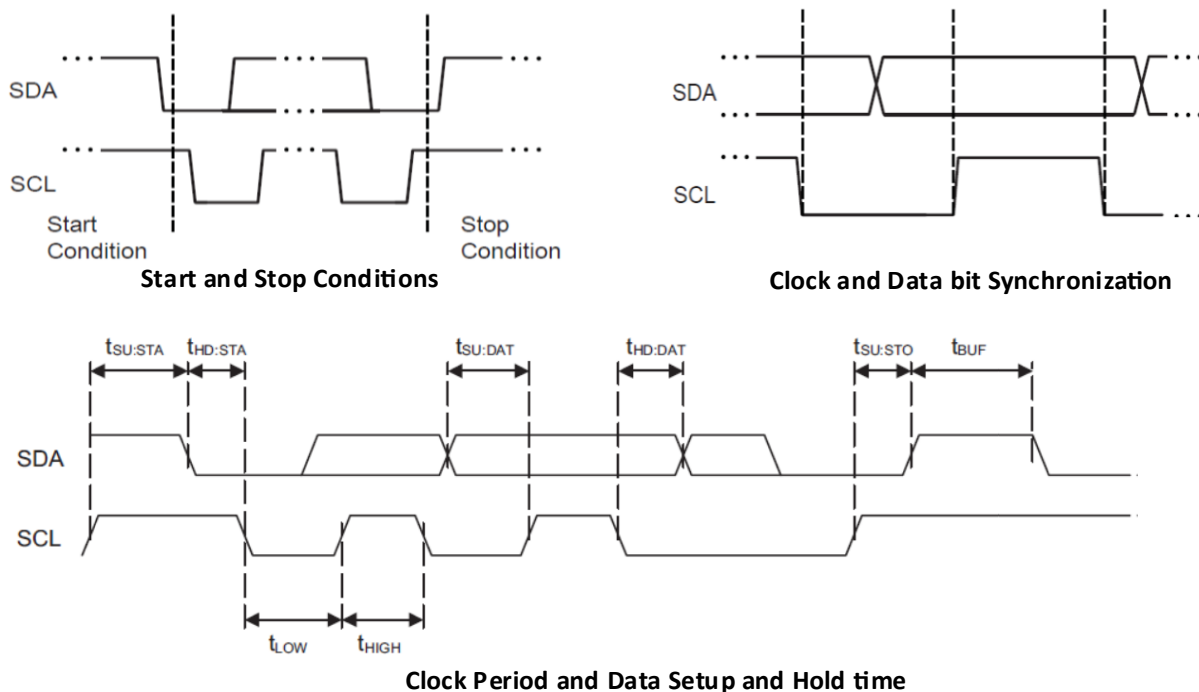 SDA
SCL
Start
Condition
Stop
Condition
Start and Stop Conditions
SDA
SCL
Clock and Data bit Synchronization
tSU:STA tHD:STA tSU:DAT tHD:DAT tSU:STO tBUF
SDA
SCL
tLOW tHIGH
Clock Period and Data Setup and Hold time